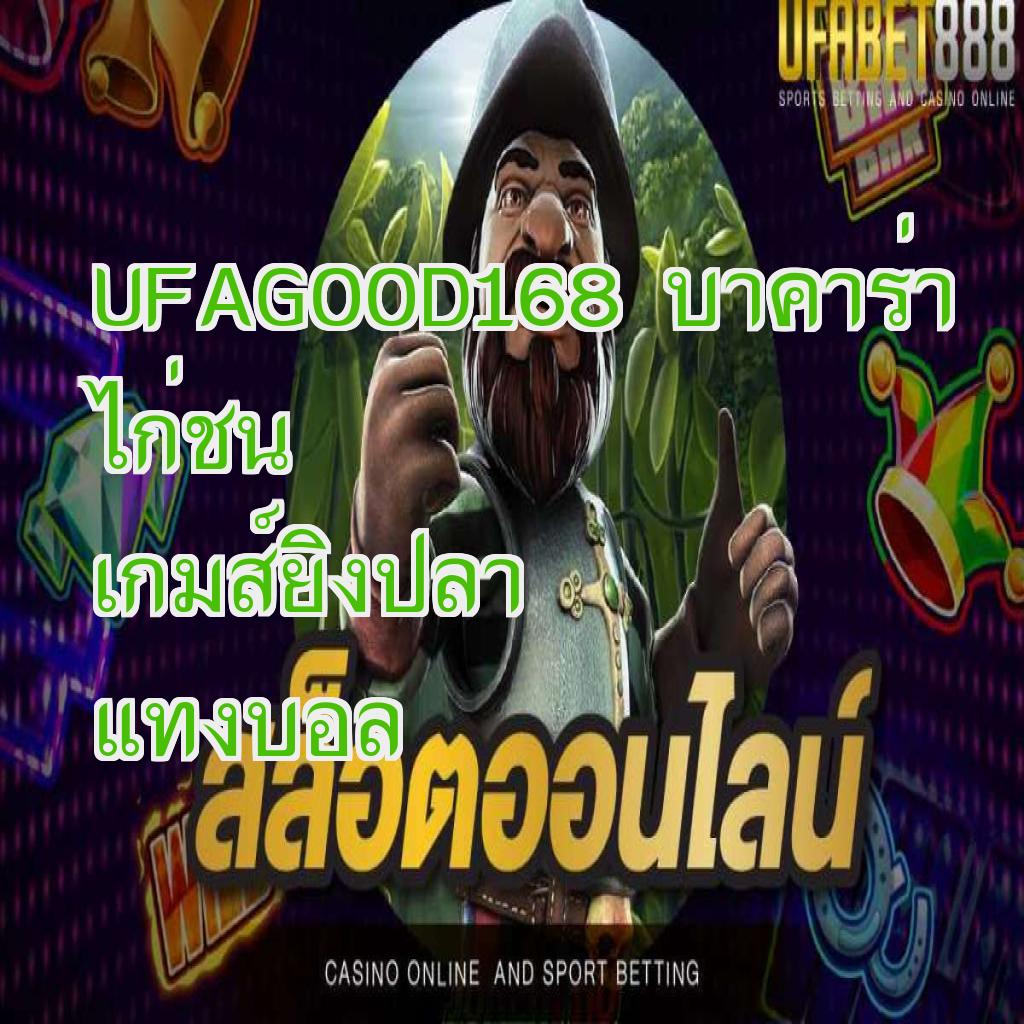 UFABET888
SPORTS BETTING AND CASINO ONLINE
BAR
UFAGOOD168 บาคาร่า
ไก่ชน
เกมส์ยิงปลา
แทงบอล
สล็อตออนไลน์
CASINO ONLINE AND SPORT BETTING